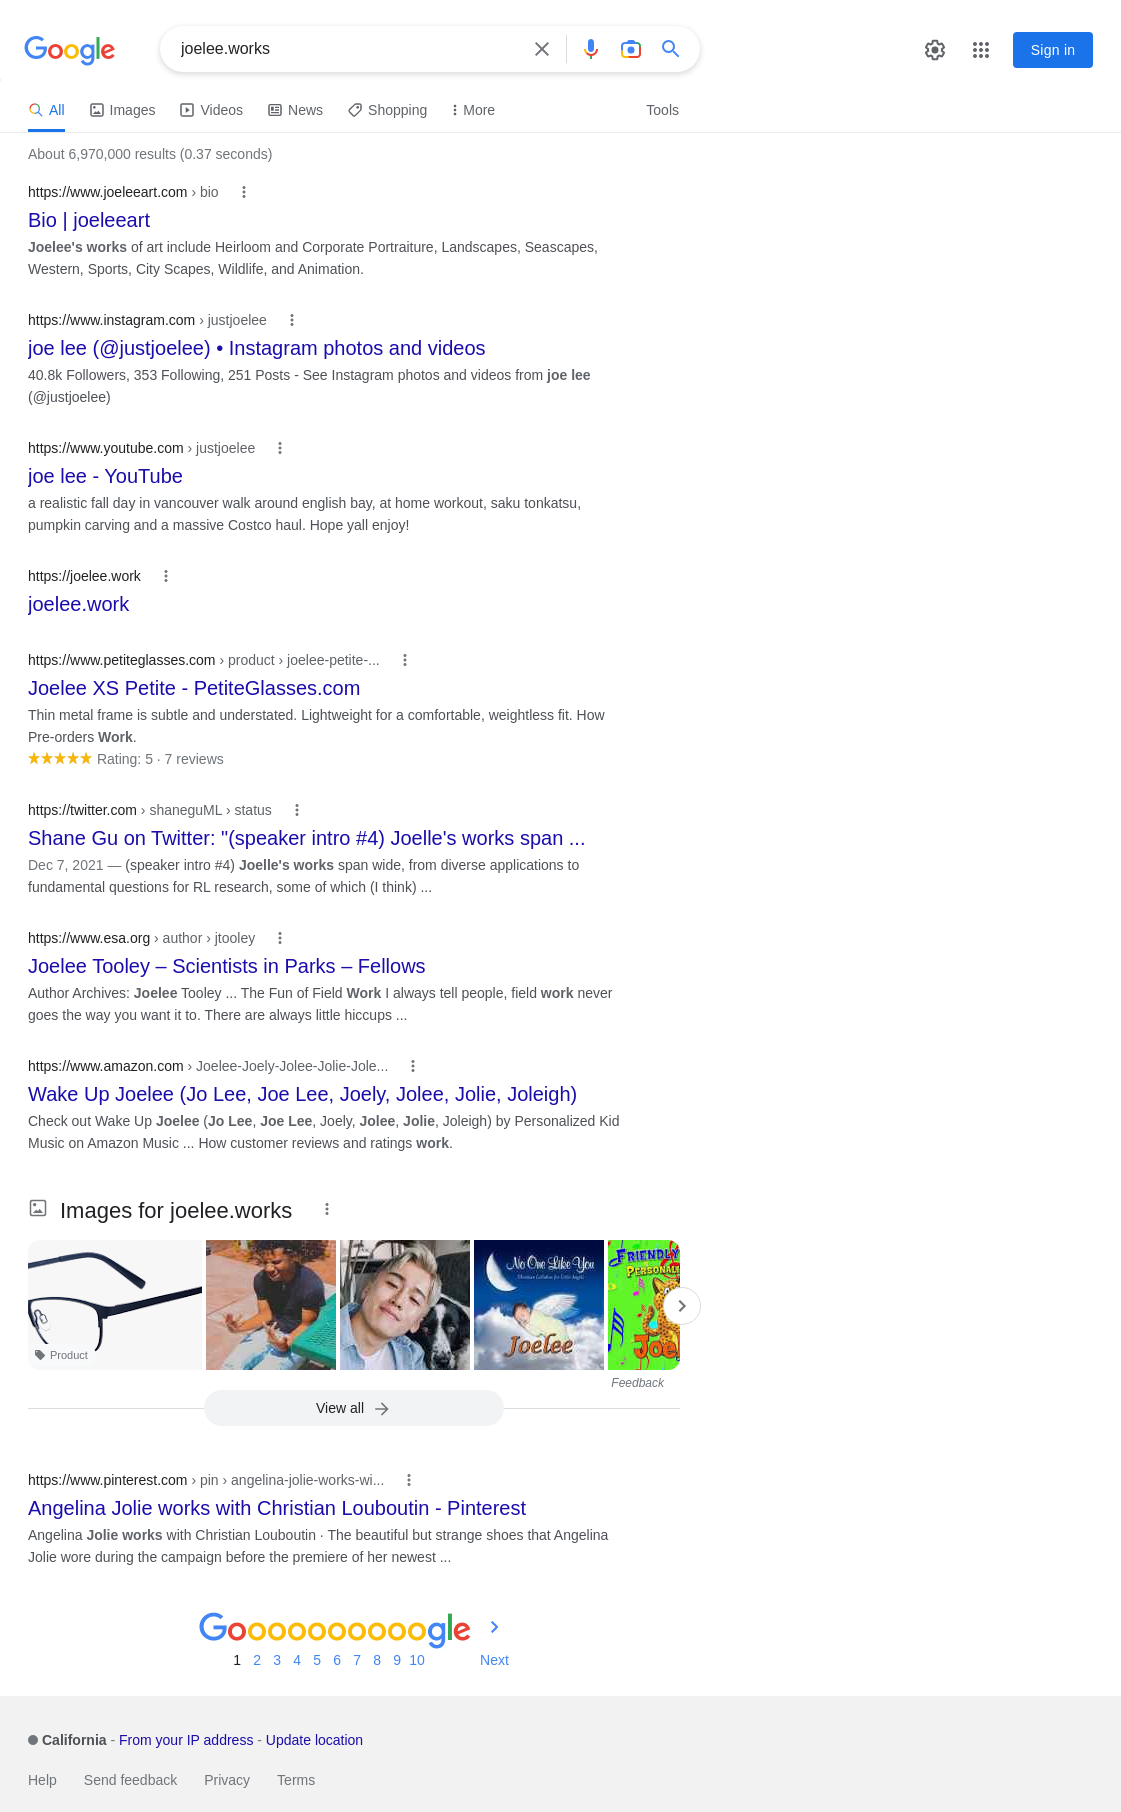 Google
joelee.works
Sign in
All
Images
Videos
News
Shopping
More
Tools
About 6,970,000 results (0.37 seconds)
https://www.joeleeart.com › bio
Bio | joeleeart
Joelee's works of art include Heirloom and Corporate Portraiture, Landscapes, Seascapes,
Western, Sports, City Scapes, Wildlife, and Animation.
https://www.instagram.com › justjoelee
joe lee (@justjoelee) • Instagram photos and videos
40.8k Followers, 353 Following, 251 Posts - See Instagram photos and videos from joe lee
(@justjoelee)
https://www.youtube.com › justjoelee
joe lee - YouTube
a realistic fall day in vancouver walk around english bay, at home workout, saku tonkatsu,
pumpkin carving and a massive Costco haul. Hope yall enjoy!
https://joelee.work
joelee.work
https://www.petiteglasses.com › product › joelee-petite-...
Joelee XS Petite - PetiteGlasses.com
Thin metal frame is subtle and understated. Lightweight for a comfortable, weightless fit. How
Pre-orders Work.
Rating: 5 · 7 reviews
https://twitter.com › shaneguML › status
Shane Gu on Twitter: "(speaker intro #4) Joelle's works span ...
Dec 7, 2021 — (speaker intro #4) Joelle's works span wide, from diverse applications to
fundamental questions for RL research, some of which (I think) ...
https://www.esa.org › author › jtooley
Joelee Tooley – Scientists in Parks – Fellows
Author Archives: Joelee Tooley ... The Fun of Field Work I always tell people, field work never
goes the way you want it to. There are always little hiccups ...
https://www.amazon.com › Joelee-Joely-Jolee-Jolie-Jole...
Wake Up Joelee (Jo Lee, Joe Lee, Joely, Jolee, Jolie, Joleigh)
Check out Wake Up Joelee (Jo Lee, Joe Lee, Joely, Jolee, Jolie, Joleigh) by Personalized Kid
Music on Amazon Music ... How customer reviews and ratings work.
Images for joelee.works
Product
No One Like You
Joelee
FRIENDLY
Feedback
View all
https://www.pinterest.com › pin › angelina-jolie-works-wi...
Angelina Jolie works with Christian Louboutin - Pinterest
Angelina Jolie works with Christian Louboutin · The beautiful but strange shoes that Angelina
Jolie wore during the campaign before the premiere of her newest ...
Goooooooooogle
1 2 3 4 5 6 7 8 9 10 Next
California - From your IP address - Update location
Help
Send feedback
Privacy
Terms